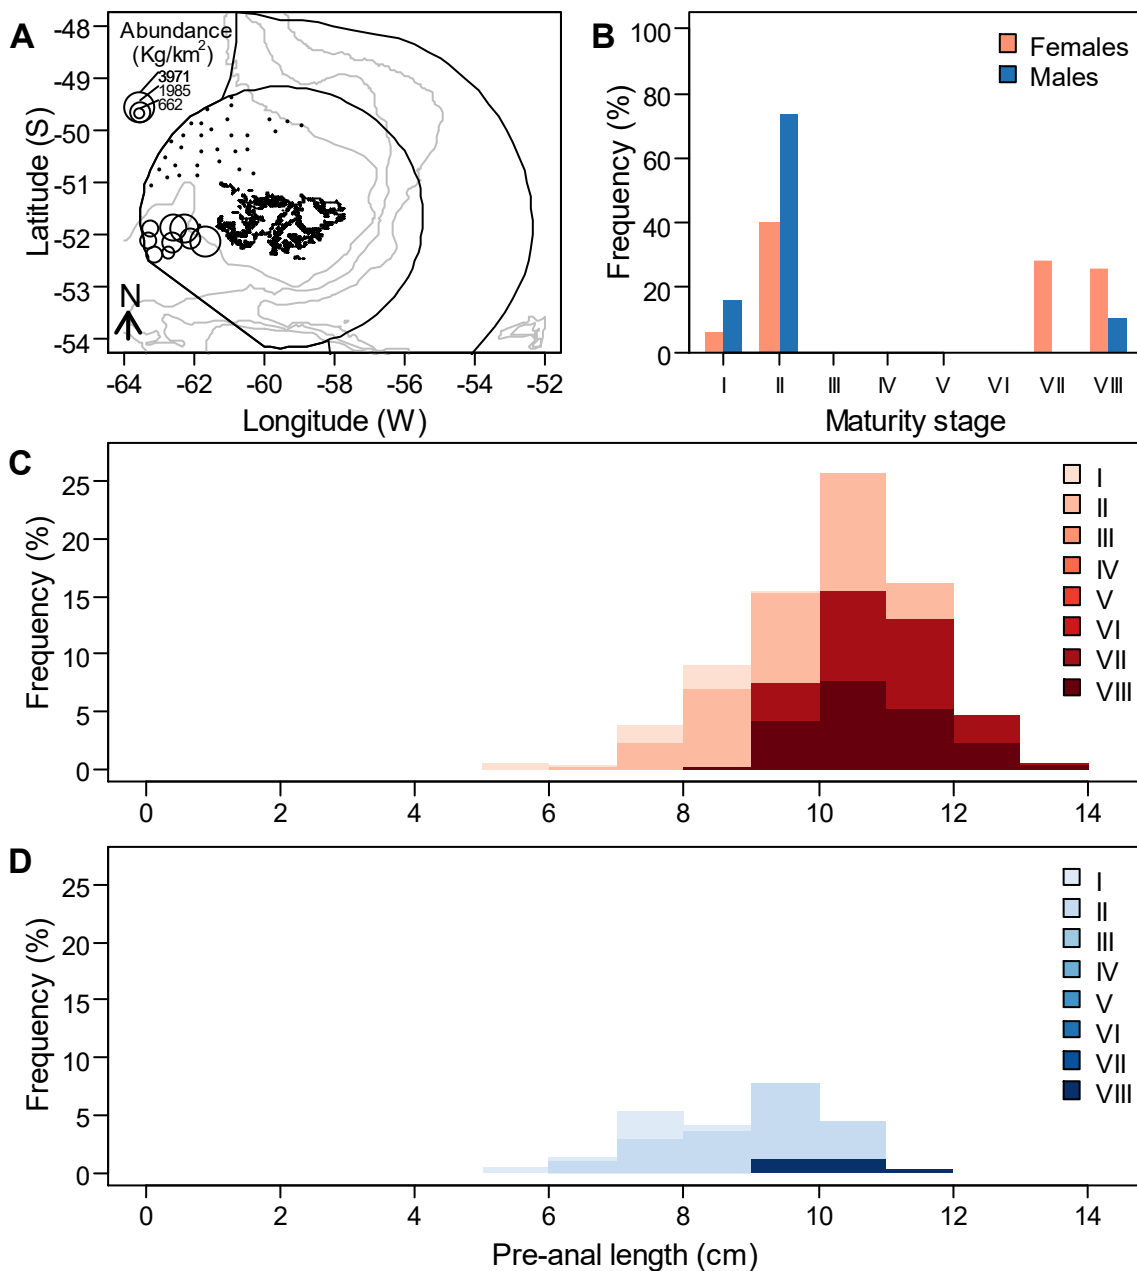 A
Abundance
(Kg/km²)
3971
1985
662
-48
-49
-50
-51
-52
-53
-54
Latitude (S)
N
-64 -62 -60 -58 -56 -54 -52
Longitude (W)
B
Females
Males
100
80
60
40
20
0
Frequency (%)
I II III IV V VI VII VIII
Maturity stage
C
I
II
III
IV
V
VI
VII
VIII
25
20
15
10
5
0
Frequency (%)
0 2 4 6 8 10 12 14
D
I
II
III
IV
V
VI
VII
VIII
25
20
15
10
5
0
Frequency (%)
0 2 4 6 8 10 12 14
Pre-anal length (cm)